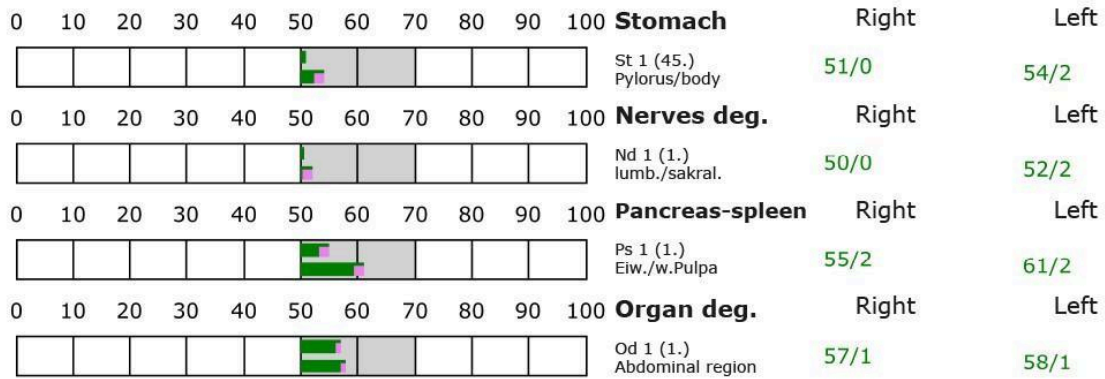 0 10 20 30 40 50 60 70 80 90 100 Stomach Right Left
St 1 (45.) 51/0 54/2
Pylorus/body
0 10 20 30 40 50 60 70 80 90 100 Nerves deg. Right Left
Nd 1 (1.) 50/0 52/2
lumb./sakral.
0 10 20 30 40 50 60 70 80 90 100 Pancreas-spleen Right Left
Ps 1 (1.) 55/2 61/2
Eiw./w.Pulpa
0 10 20 30 40 50 60 70 80 90 100 Organ deg. Right Left
Od 1 (1.) 57/1 58/1
Abdominal region